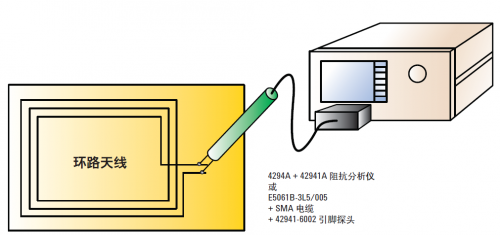 环路天线
4294A + 42941A 阻抗分析仪
或
E5061B-3L5/005
+ SMA 电缆
+ 42941-6002 引脚探头